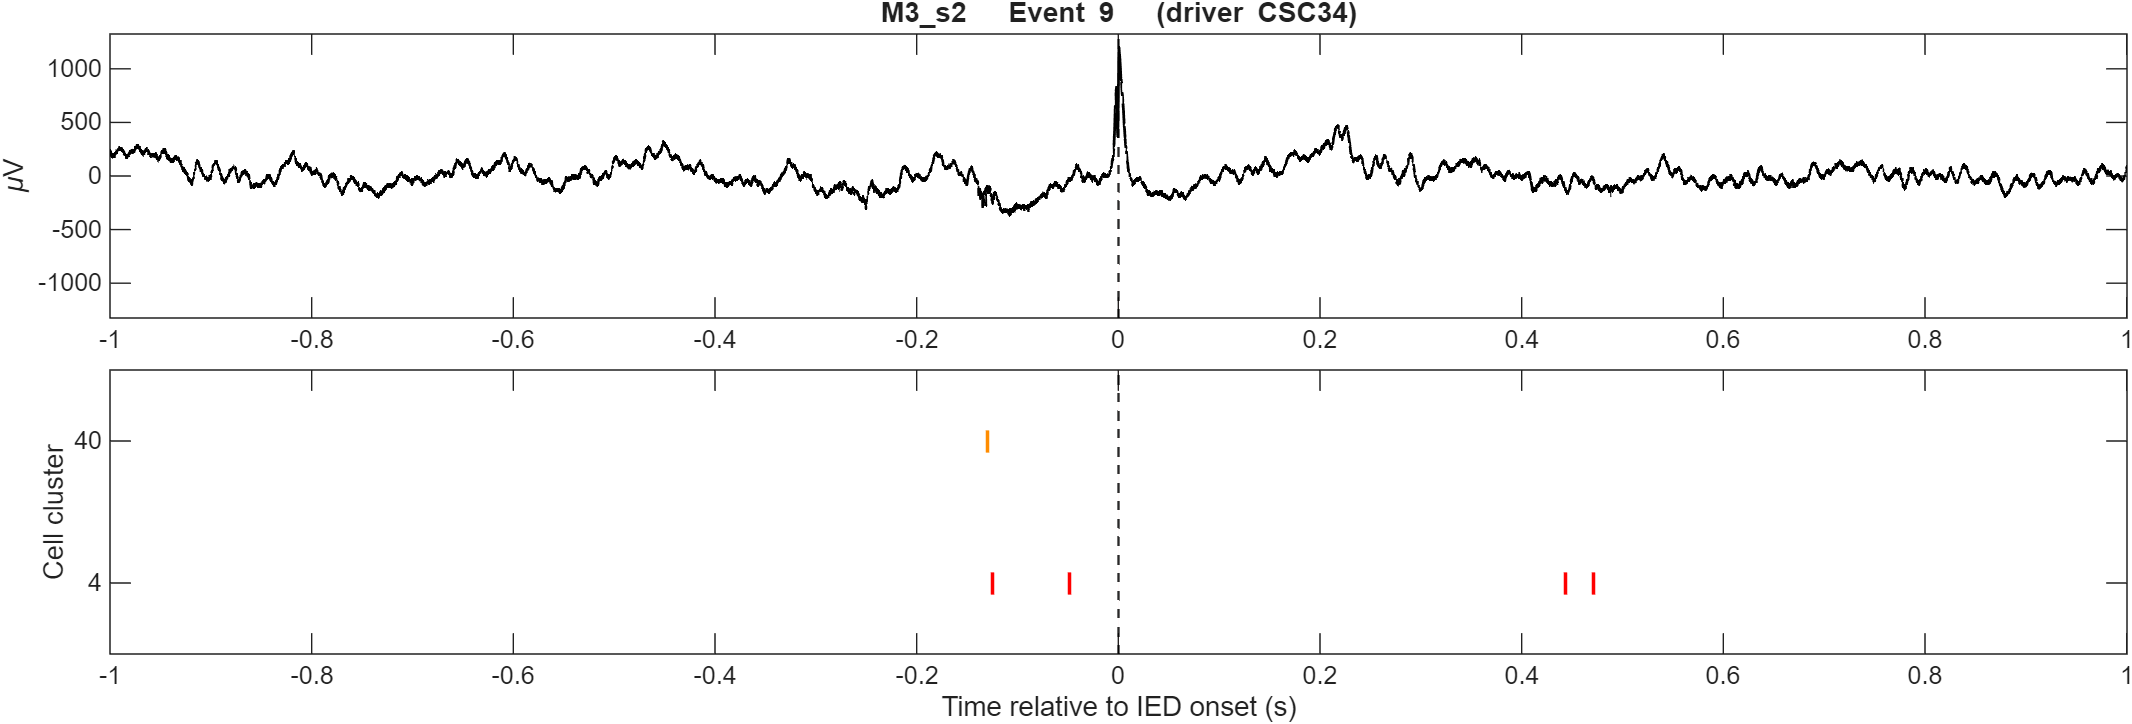 M3_s2 Event 9 (driver CSC34)
1000
500
0
-500
-1000
µV
-1 -0.8 -0.6 -0.4 -0.2 0 0.2 0.4 0.6 0.8 1
40
4
Cell cluster
-1 -0.8 -0.6 -0.4 -0.2 0 0.2 0.4 0.6 0.8 1
Time relative to IED onset (s)